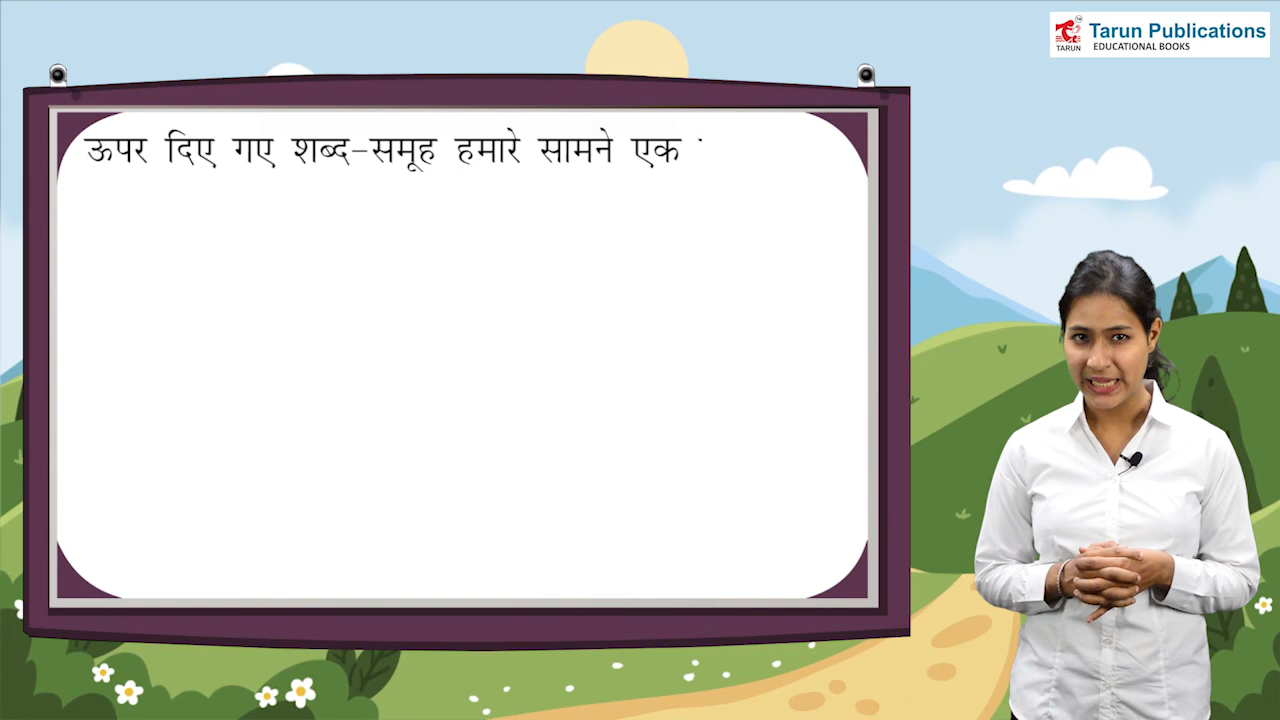 Tarun Publications
TARUN
EDUCATIONAL BOOKS
ऊपर दिए गए शब्द-समूह हमारे सामने एक